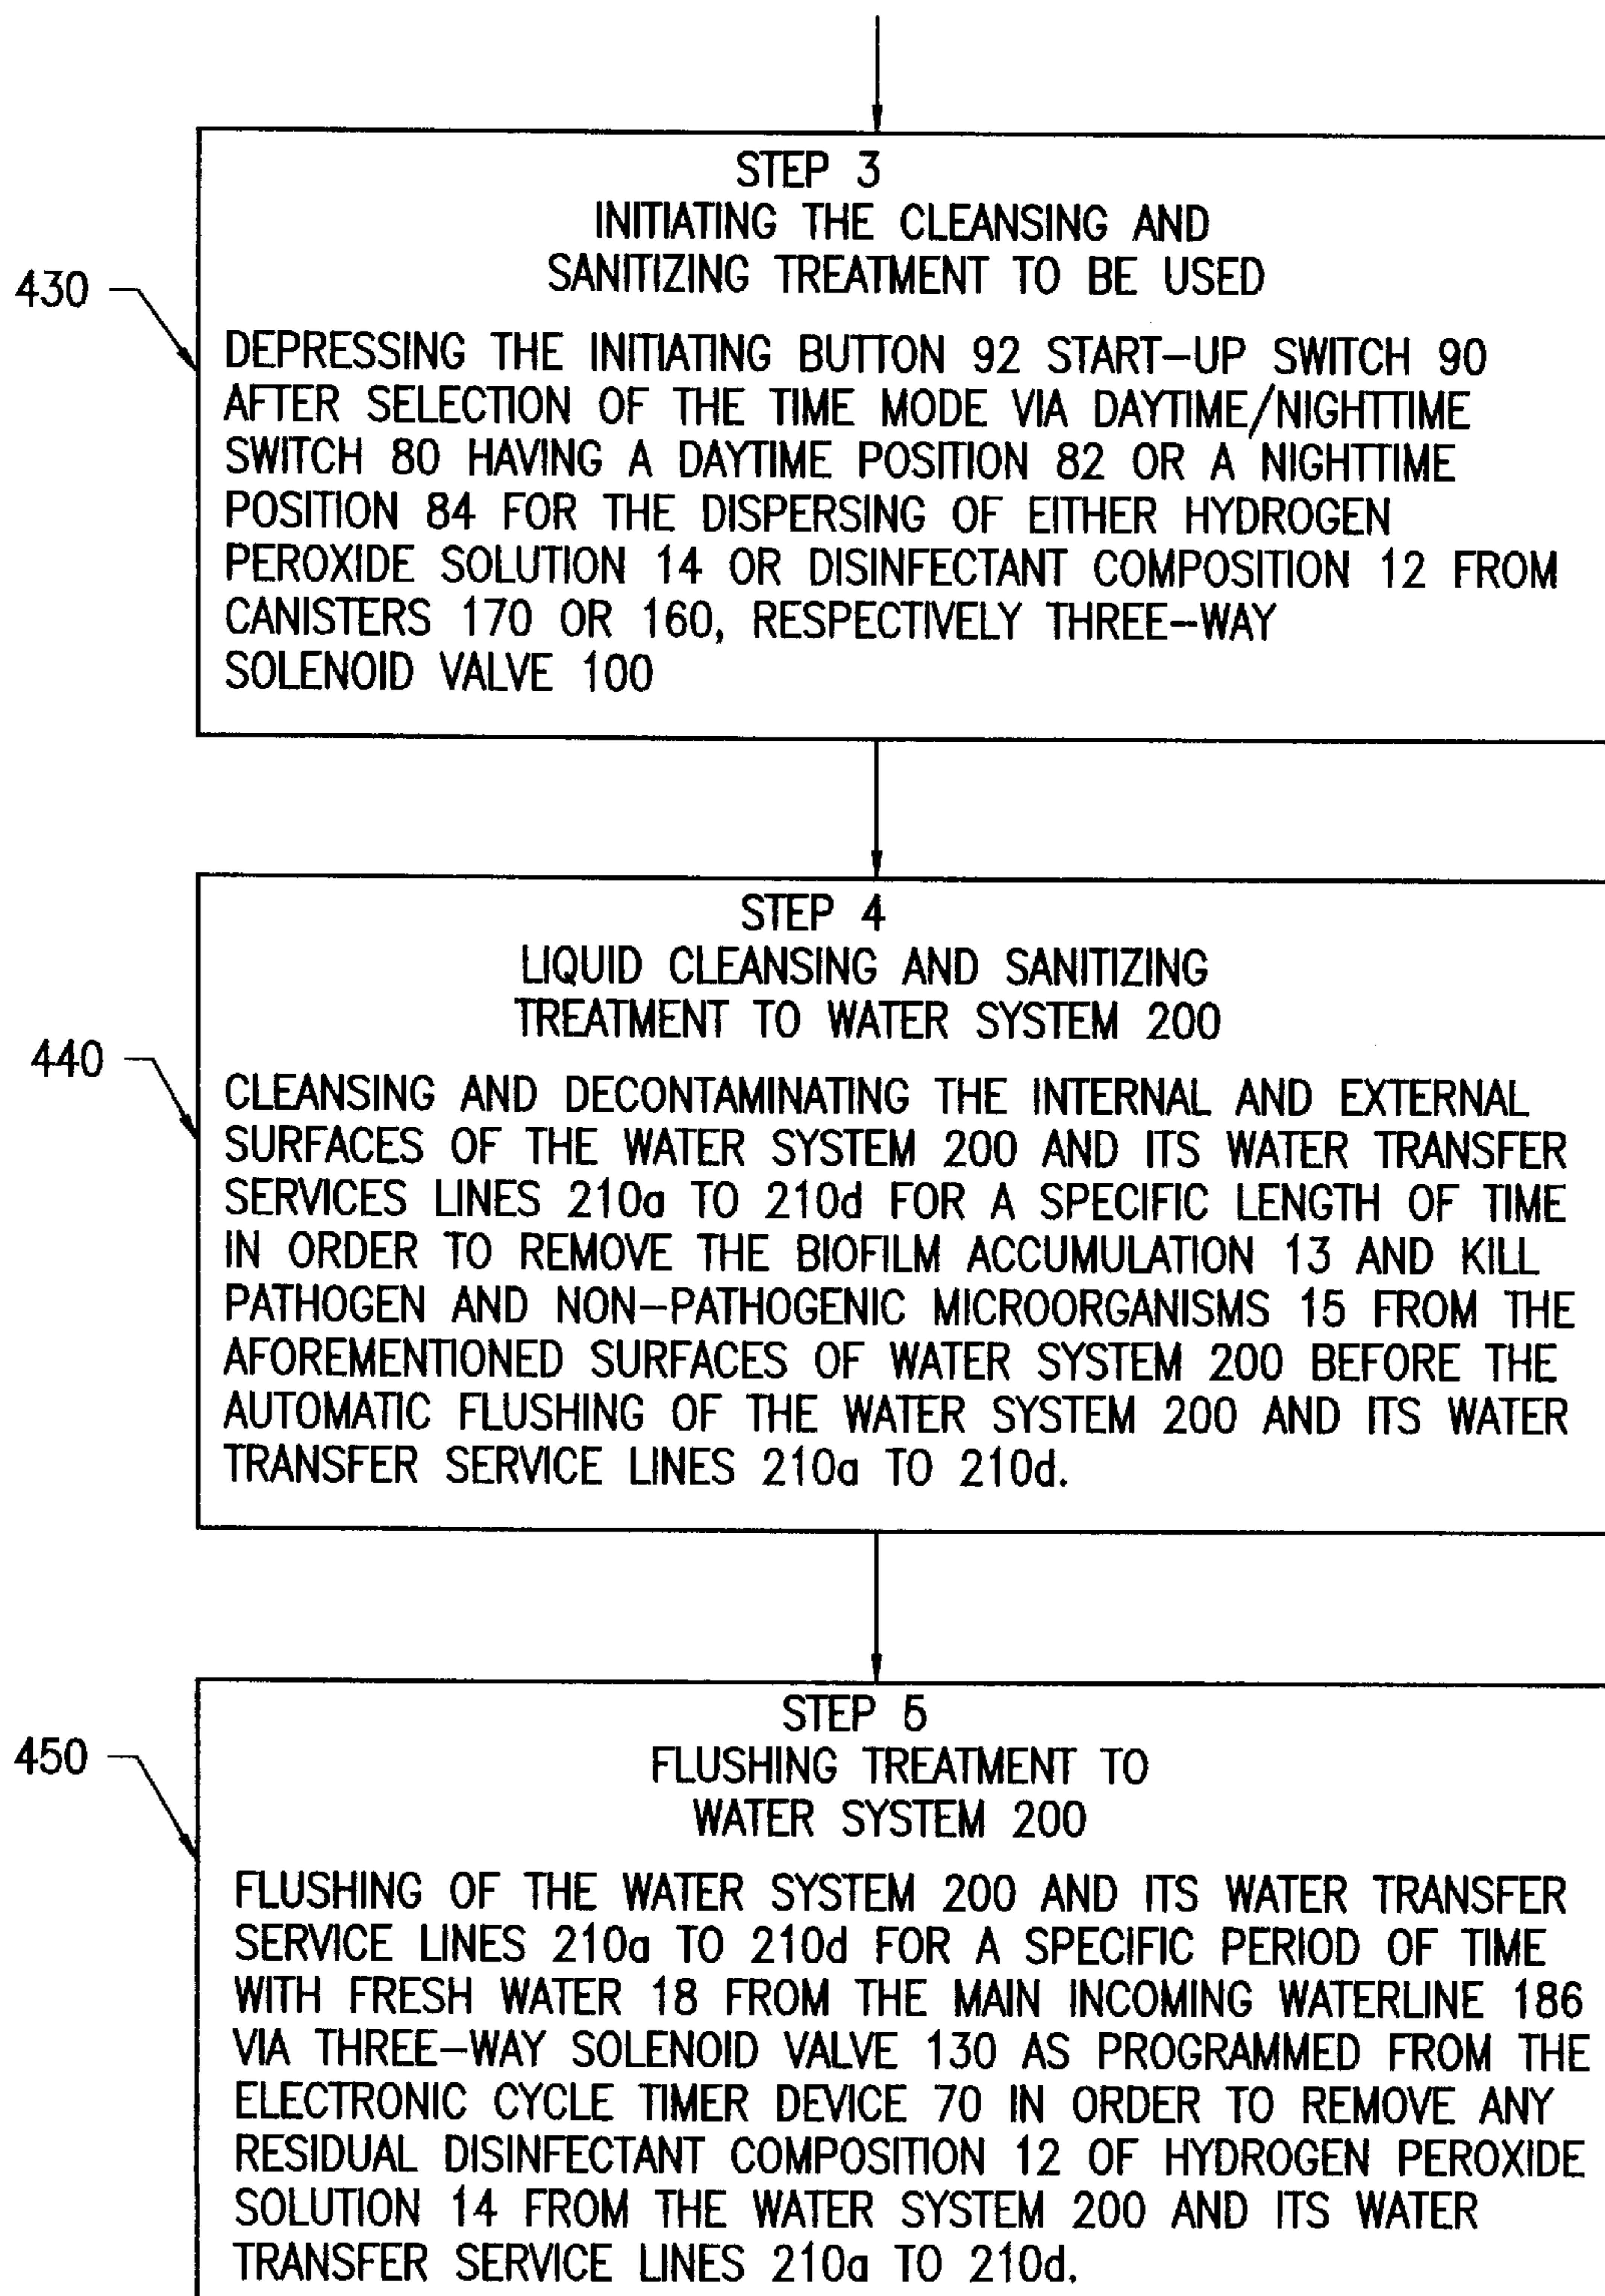 STEP 3
INITIATING THE CLEANSING AND
SANITIZING TREATMENT TO BE USED
430
DEPRESSING THE INITIATING BUTTON 92 START-UP SWITCH 90
AFTER SELECTION OF THE TIME MODE VIA DAYTIME/NIGHTTIME
SWITCH 80 HAVING A DAYTIME POSITION 82 OR A NIGHTTIME
POSITION 84 FOR THE DISPERSING OF EITHER HYDROGEN
PEROXIDE SOLUTION 14 OR DISINFECTANT COMPOSITION 12 FROM
CANISTERS 170 OR 160, RESPECTIVELY THREE-WAY
SOLENOID VALVE 100
STEP 4
LIQUID CLEANSING AND SANITIZING
TREATMENT TO WATER SYSTEM 200
440
CLEANSING AND DECONTAMINATING THE INTERNAL AND EXTERNAL
SURFACES OF THE WATER SYSTEM 200 AND ITS WATER TRANSFER
SERVICES LINES 210a TO 210d FOR A SPECIFIC LENGTH OF TIME
IN ORDER TO REMOVE THE BIOFILM ACCUMULATION 13 AND KILL
PATHOGEN AND NON-PATHOGENIC MICROORGANISMS 15 FROM THE
AFOREMENTIONED SURFACES OF WATER SYSTEM 200 BEFORE THE
AUTOMATIC FLUSHING OF THE WATER SYSTEM 200 AND ITS WATER
TRANSFER SERVICE LINES 210a TO 210d.
STEP 5
FLUSHING TREATMENT TO
WATER SYSTEM 200
450
FLUSHING OF THE WATER SYSTEM 200 AND ITS WATER TRANSFER
SERVICE LINES 210a TO 210d FOR A SPECIFIC PERIOD OF TIME
WITH FRESH WATER 18 FROM THE MAIN INCOMING WATERLINE 186
VIA THREE-WAY SOLENOID VALVE 130 AS PROGRAMMED FROM THE
ELECTRONIC CYCLE TIMER DEVICE 70 IN ORDER TO REMOVE ANY
RESIDUAL DISINFECTANT COMPOSITION 12 OF HYDROGEN PEROXIDE
SOLUTION 14 FROM THE WATER SYSTEM 200 AND ITS WATER
TRANSFER SERVICE LINES 210a TO 210d.